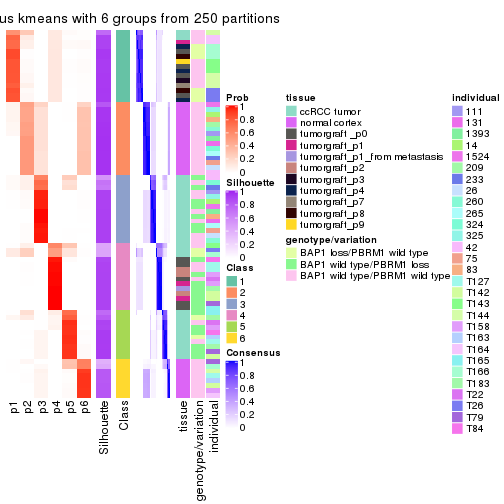 us kmeans with 6 groups from 250 partitions
Prob
1
0.8
0.6
0.4
0.2
0
Silhouette
1
0.8
0.6
0.4
0.2
0
Class
1
2
3
4
5
6
Consensus
1
0.8
0.6
0.4
0.2
0
tissue
ccRCC tumor
normal cortex
tumorgraft_p0
tumorgraft_p1
tumorgraft_p1_from metastasis
tumorgraft_p2
tumorgraft_p3
tumorgraft_p4
tumorgraft_p7
tumorgraft_p8
tumorgraft_p9
genotype/variation
BAP1 loss/PBRM1 wild type
BAP1 wild type/PBRM1 loss
BAP1 wild type/PBRM1 wild type
individual
111
131
1393
14
1524
209
233
26
260
265
324
325
42
75
83
T127
T142
T143
T144
T158
T163
T164
T165
T166
T183
T22
T26
T79
T84
p1
p2
p3
p4
p5
p6
Silhouette
Class
tissue
genotype/variation
individual